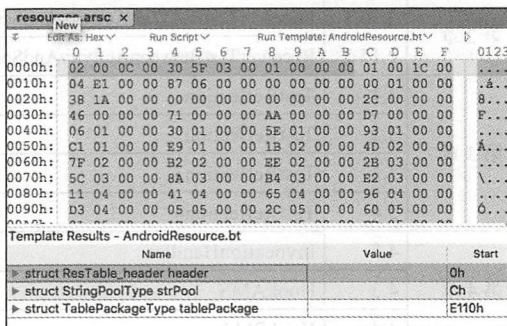 resources.arsc ×
New
Edit As: Hex Run Script Run Template: AndroidResource.bt
0 1 2 3 4 5 6 7 8 9 A B C D E F 0123
0000h: 02 00 0C 00 30 5F 03 00 01 00 00 00 01 00 1C 00 ....
0010h: 04 E1 00 00 87 06 00 00 00 00 00 00 00 01 00 00 .á..
0020h: 38 1A 00 00 00 00 00 00 00 00 00 00 2C 00 00 00 8...
0030h: 46 00 00 00 71 00 00 00 AA 00 00 00 D7 00 00 00 F...
0040h: 06 01 00 00 30 01 00 00 5E 01 00 00 93 01 00 00 ....
0050h: C1 01 00 00 E9 01 00 00 1B 02 00 00 4D 02 00 00 Á...
0060h: 7F 02 00 00 B2 02 00 00 EE 02 00 00 2B 03 00 00 ....
0070h: 5C 03 00 00 8A 03 00 00 B4 03 00 00 E2 03 00 00 \...
0080h: 11 04 00 00 41 04 00 00 65 04 00 00 96 04 00 00 ....
0090h: D3 04 00 00 05 05 00 00 2C 05 00 00 60 05 00 00 Ó...
Template Results - AndroidResource.bt
Name Value Start
struct ResTable_header header 0h
struct StringPoolType strPool Ch
struct TablePackageType tablePackage E110h